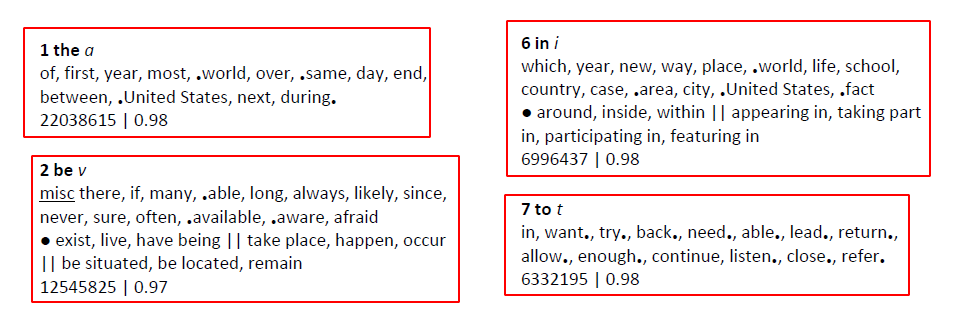 1 the a
of, first, year, most, •world, over, •same, day, end,
between, •United States, next, during•
22038615 | 0.98
2 be v
misc there, if, many, •able, long, always, likely, since,
never, sure, often, •available, •aware, afraid
● exist, live, have being || take place, happen, occur
|| be situated, be located, remain
12545825 | 0.97
6 in i
which, year, new, way, place, •world, life, school,
country, case, •area, city, •United States, •fact
● around, inside, within || appearing in, taking part
in, participating in, featuring in
6996437 | 0.98
7 to t
in, want•, try•, back•, need•, able•, lead•, return•,
allow•, enough•, continue, listen•, close•, refer•
6332195 | 0.98